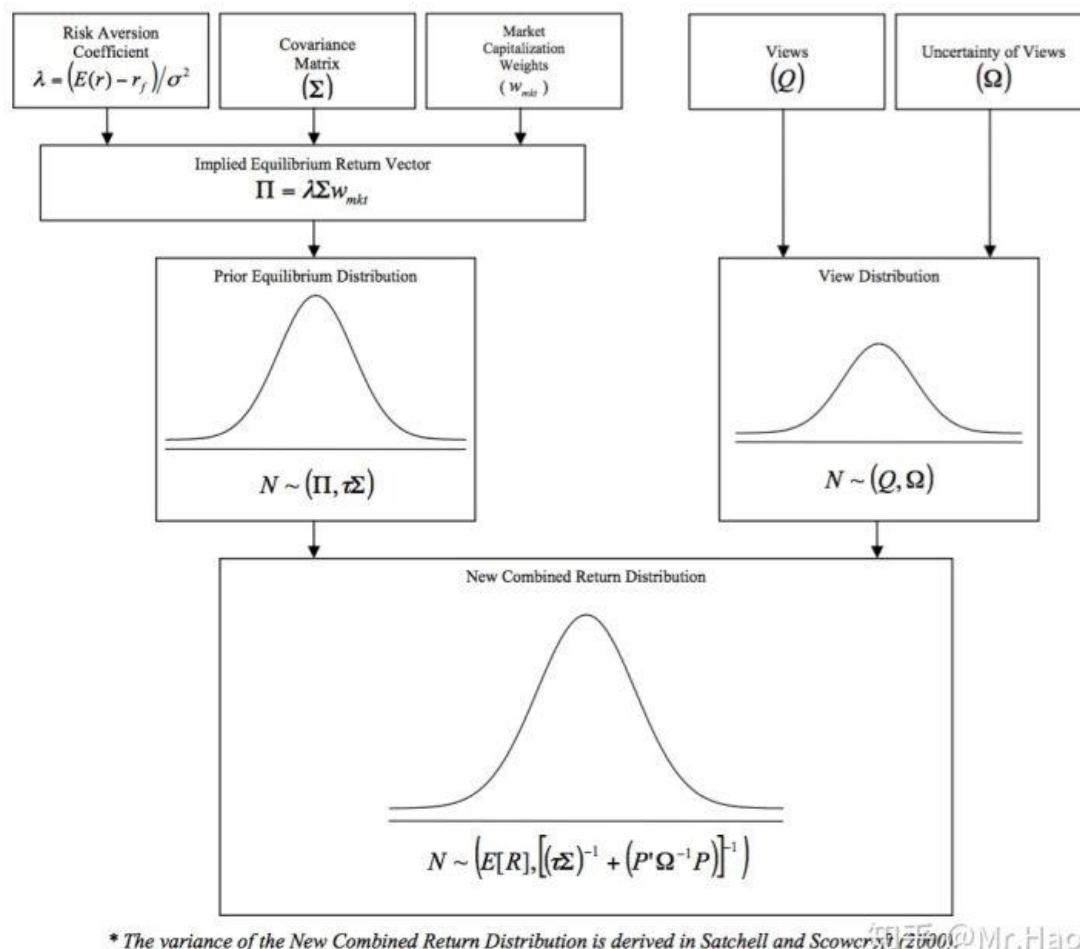 Risk Aversion
Coefficient
λ = (E(r) − r_f)/σ²
Covariance
Matrix
(Σ)
Market
Capitalization
Weights
(w_mkt)
Views
(Q)
Uncertainty of Views
(Ω)
Implied Equilibrium Return Vector
Π = λΣw_mkt
Prior Equilibrium Distribution
N ~ (Π, τΣ)
View Distribution
N ~ (Q, Ω)
New Combined Return Distribution
N ~ (E[R], [(τΣ)⁻¹ + (P'Ω⁻¹P)]⁻¹)
* The variance of the New Combined Return Distribution is derived in Satchell and Scowcroft (2000).
知乎 @Mr.Hao